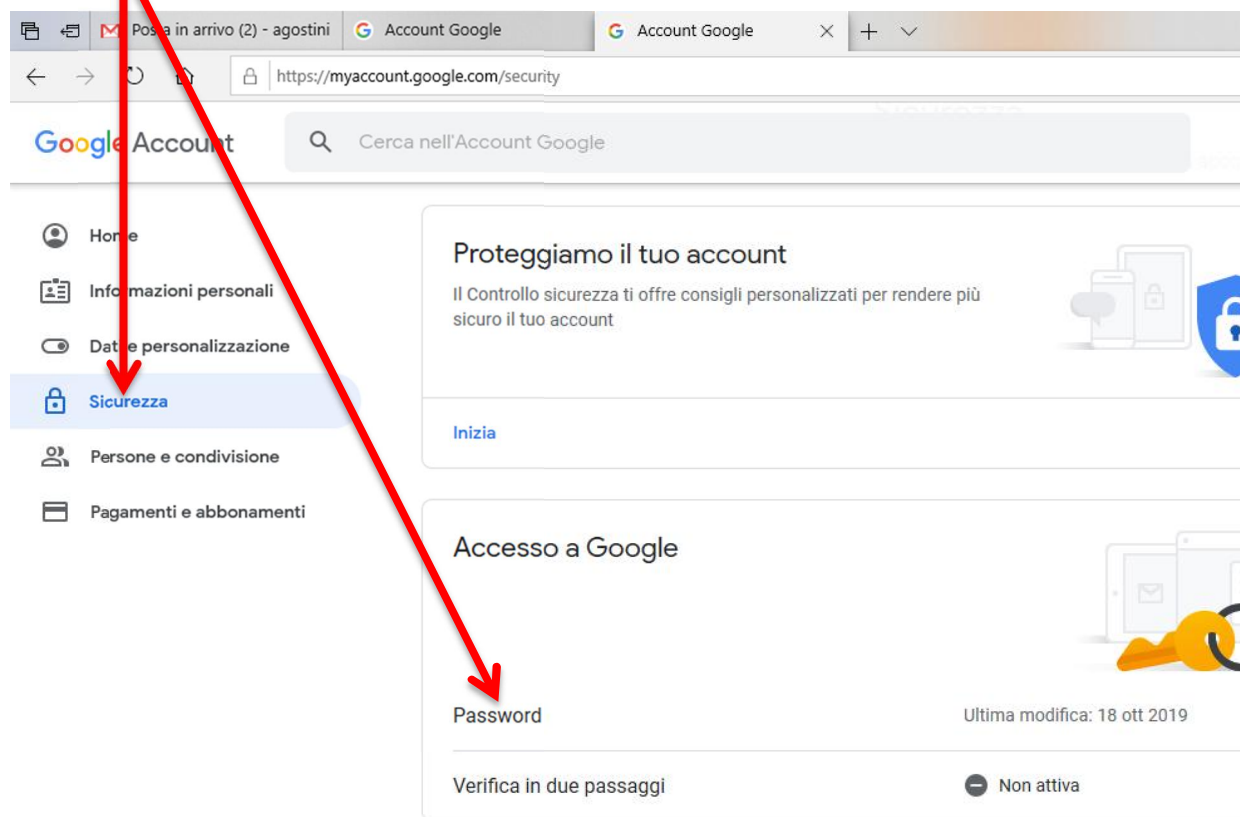 Posta in arrivo (2) - agostini
Account Google
Account Google
https://myaccount.google.com/security
Google Account
Cerca nell'Account Google
Home
Informazioni personali
Dati e personalizzazione
Sicurezza
Persone e condivisione
Pagamenti e abbonamenti
Proteggiamo il tuo account
Il Controllo sicurezza ti offre consigli personalizzati per rendere più
sicuro il tuo account
Inizia
Accesso a Google
Password
Ultima modifica: 18 ott 2019
Verifica in due passaggi
Non attiva